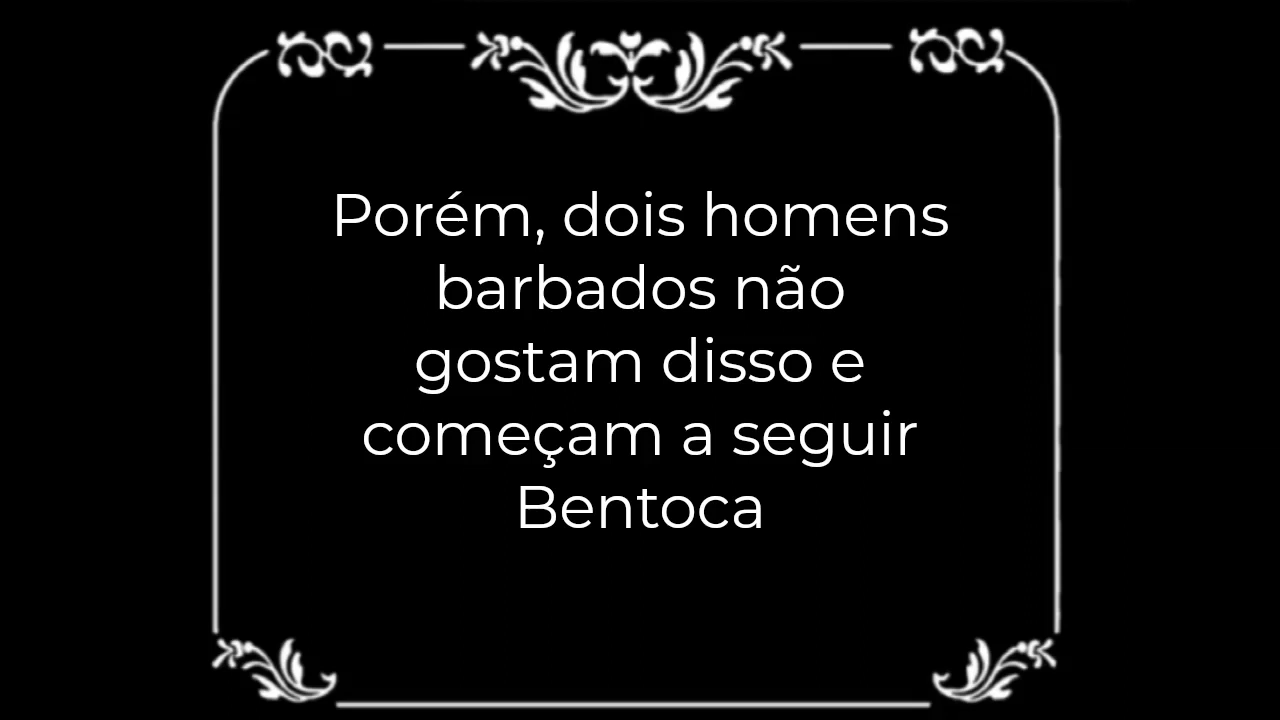 Porém, dois homens
barbados não
gostam disso e
começam a seguir
Bentoca